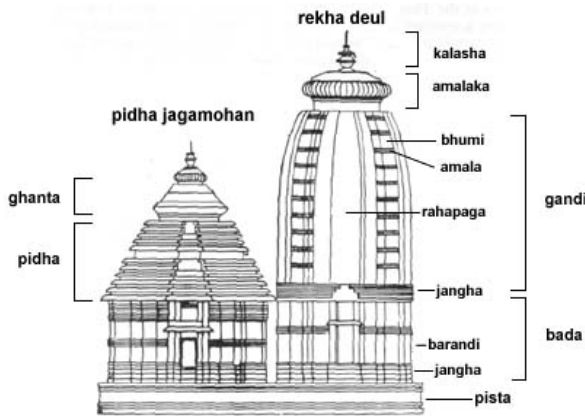 rekha deul
kalasha
amalaka
pidha jagamohan
bhumi
amala
ghanta
gandi
rahapaga
pidha
jangha
bada
barandi
jangha
pista